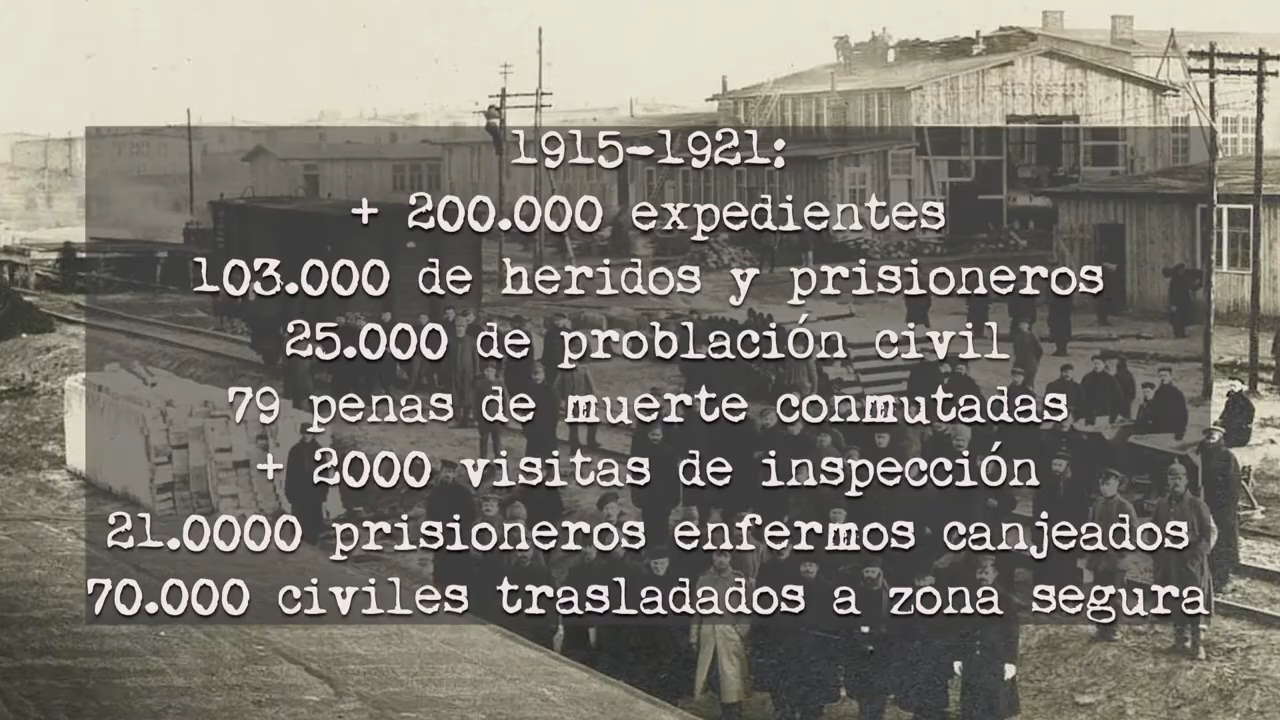 1915-1921:
+ 200.000 expedientes
103.000 de heridos y prisioneros
25.000 de problación civil
79 penas de muerte conmutadas
+ 2000 visitas de inspección
21.0000 prisioneros enfermos canjeados
70.000 civiles trasladados a zona segura